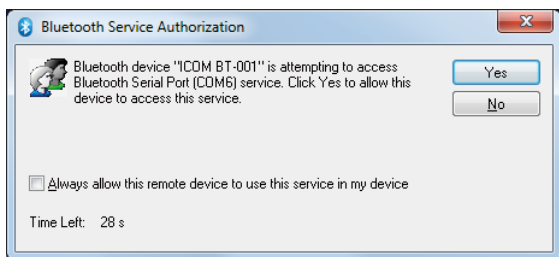 Bluetooth Service Authorization
Bluetooth device "ICOM BT-001" is attempting to access
Bluetooth Serial Port (COM6) service. Click Yes to allow this
device to access this service.
Yes
No
Always allow this remote device to use this service in my device
Time Left: 28 s